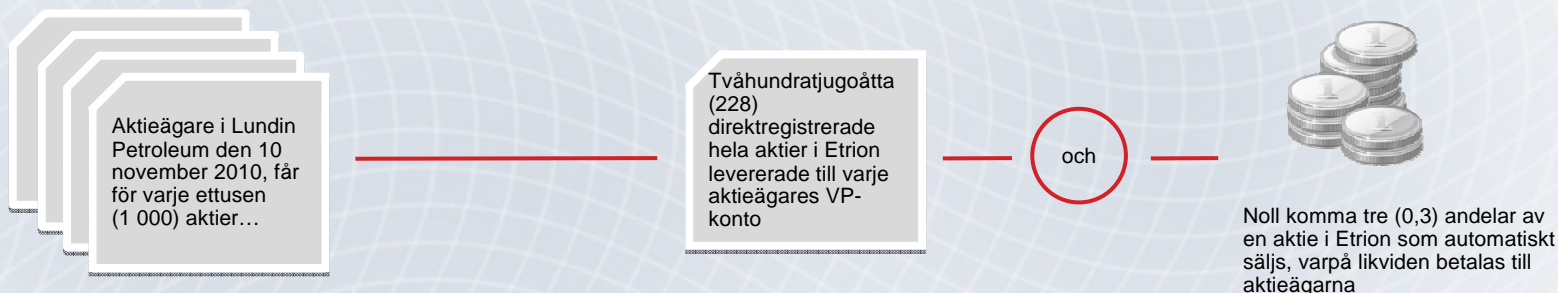 Aktieägare i Lundin
Petroleum den 10
november 2010, får
för varje ettusen
(1 000) aktier…
Tvåhundratjugoåtta
(228)
direktregistrerade
hela aktier i Etrion
levererade till varje
aktieägares VP-
konto
och
Noll komma tre (0,3) andelar av
en aktie i Etrion som automatiskt
säljs, varpå likviden betalas till
aktieägarna